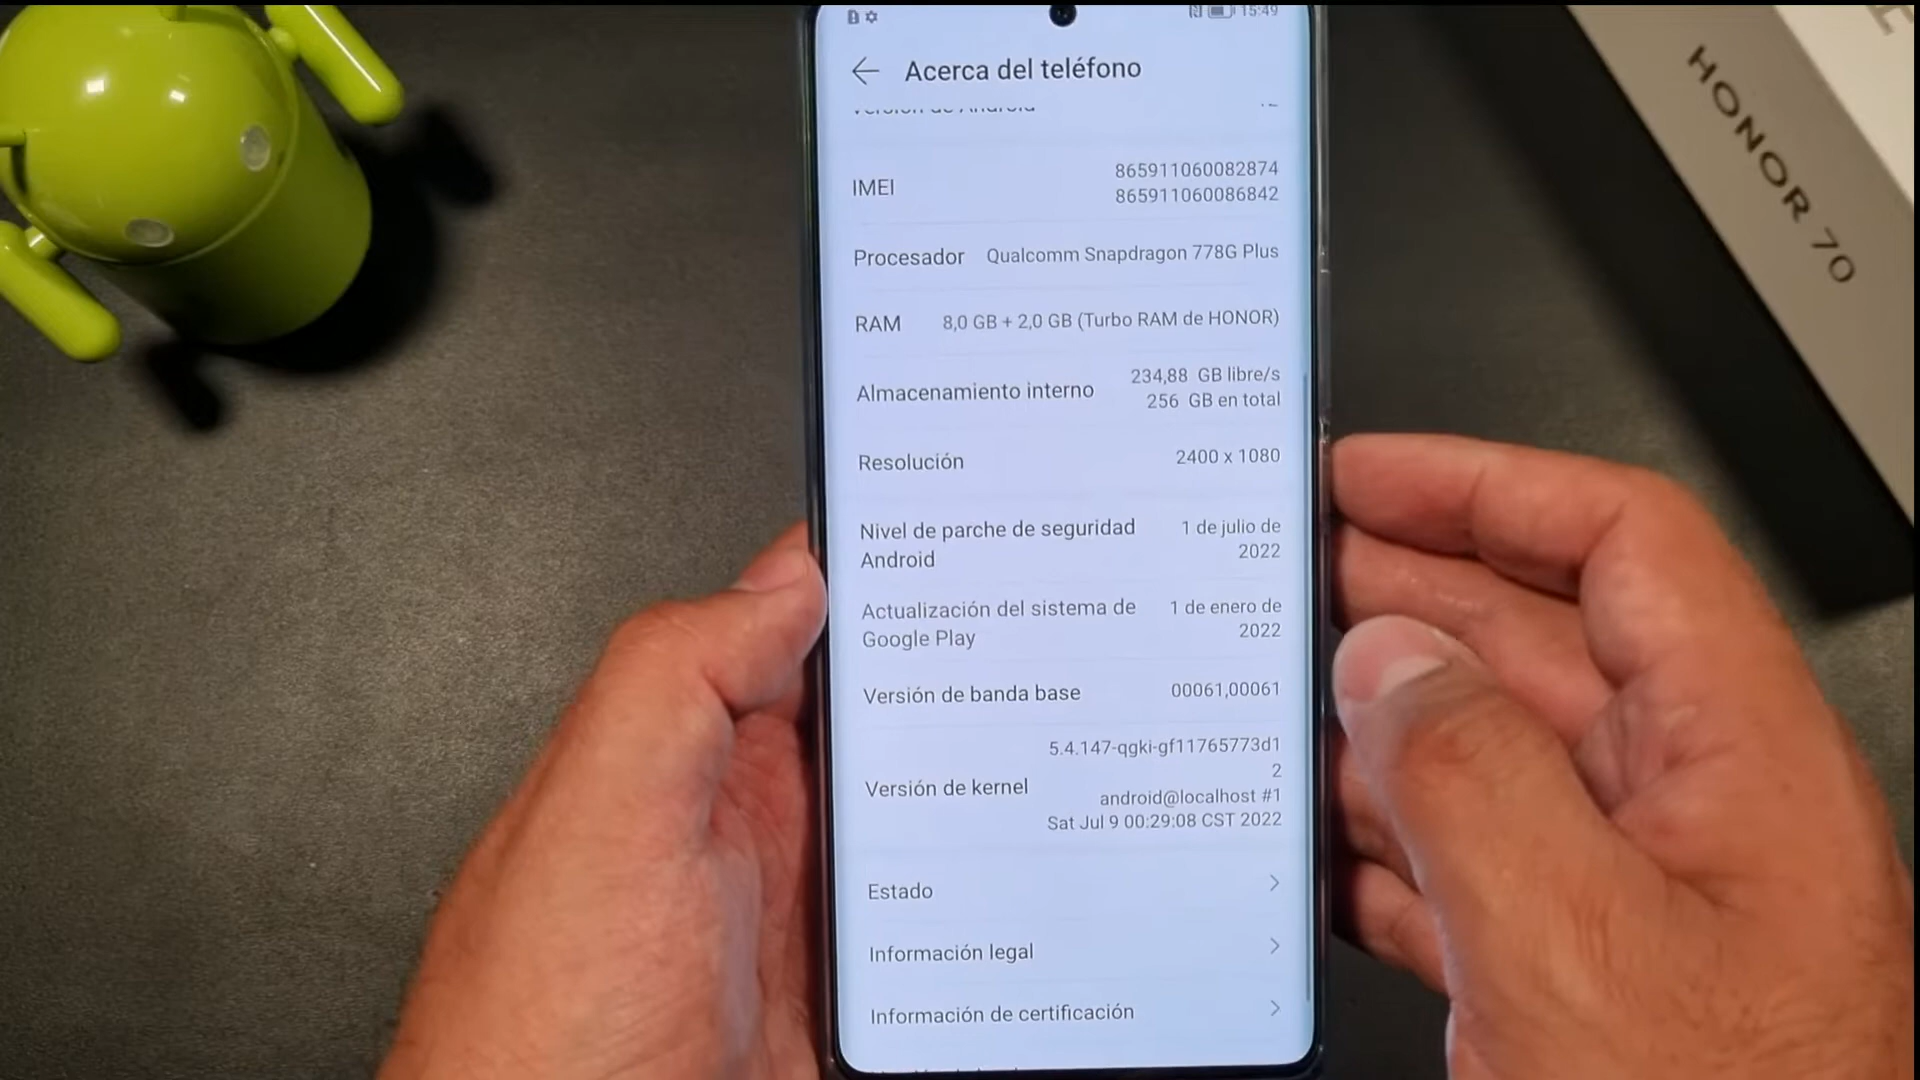 15:49
Acerca del teléfono
Versión de Android
IMEI
865911060082874
865911060086842
Procesador Qualcomm Snapdragon 778G Plus
RAM 8,0 GB + 2,0 GB (Turbo RAM de HONOR)
Almacenamiento interno
234,88 GB libre/s
256 GB en total
Resolución 2400 x 1080
Nivel de parche de seguridad
Android
1 de julio de
2022
Actualización del sistema de
Google Play
1 de enero de
2022
Versión de banda base 00061,00061
Versión de kernel
5.4.147-qgki-gf11765773d1
2
android@localhost #1
Sat Jul 9 00:29:08 CST 2022
Estado
Información legal
Información de certificación
HONOR 70